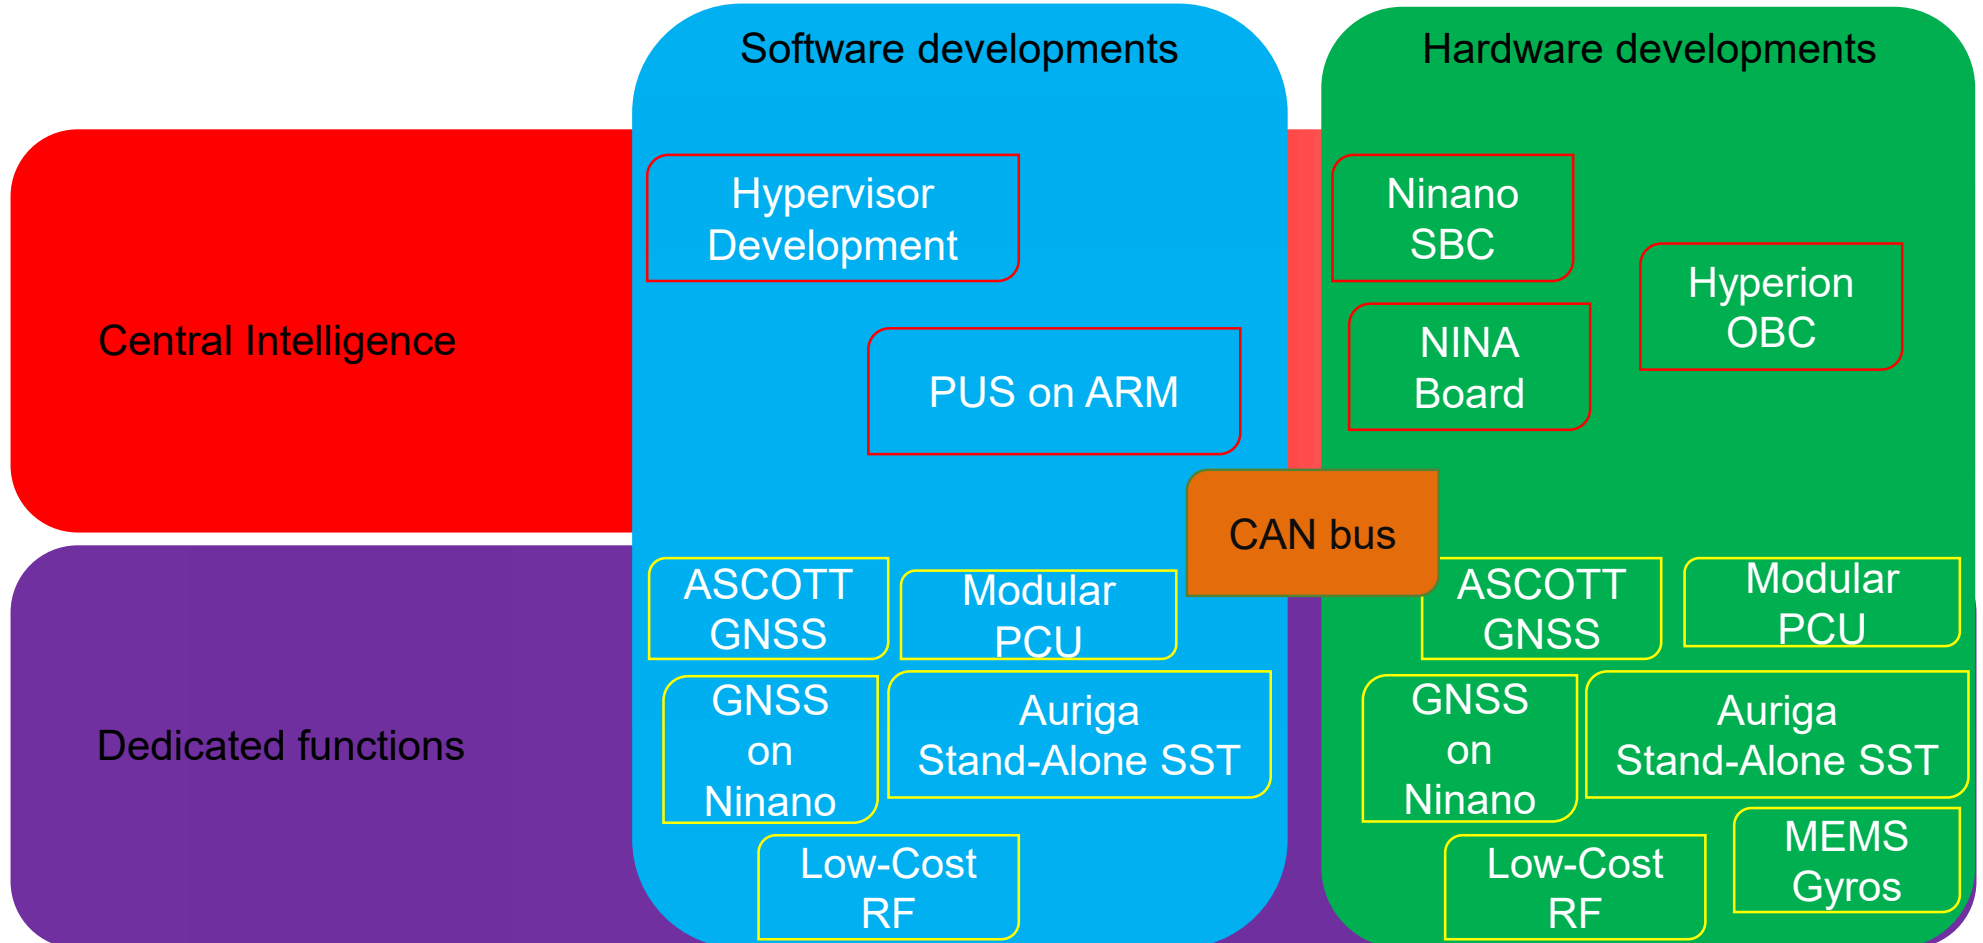 Software developments
Hardware developments
Central Intelligence
Hypervisor
Development
PUS on ARM
Ninano
SBC
Hyperion
OBC
NINA
Board
CAN bus
Dedicated functions
ASCOTT
GNSS
Modular
PCU
GNSS
on
Ninano
Auriga
Stand-Alone SST
Low-Cost
RF
ASCOTT
GNSS
Modular
PCU
GNSS
on
Ninano
Auriga
Stand-Alone SST
Low-Cost
RF
MEMS
Gyros